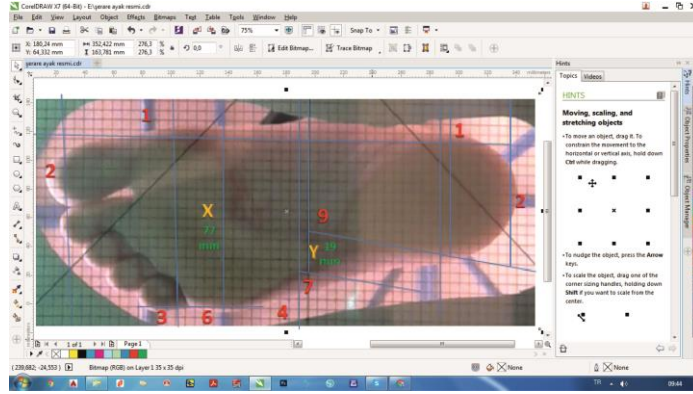 CorelDRAW X7 (64-Bit) - E:\gerare ayak resmi.cdr
File Edit View Layout Object Effects Bitmaps Text Table Tools Window Help
75% Snap To
X: 180,24 mm 352,422 mm 276,3 % 0,0 Edit Bitmap... Trace Bitmap
Y: 64,332 mm 163,781 mm 276,3 %
gerare ayak resmi.cdr
Hints
Topics Videos
HINTS
Moving, scaling, and
stretching objects
•To move an object, drag it. To
constrain the movement to the
horizontal or vertical axis, hold down
Ctrl while dragging.
•To nudge the object, press the Arrow
keys.
•To scale the object, drag one of the
corner sizing handles, holding down
Shift if you want to scale from the
center.
Hints
Object Properties
Object Manager
1 1
2 2
X 9
77
mm
Y 19
mm
7
3 6 4
1 of 1 Page 1
(239,682; -24,553) Bitmap (RGB) on Layer 1 35 x 35 dpi None None
TR 09:44